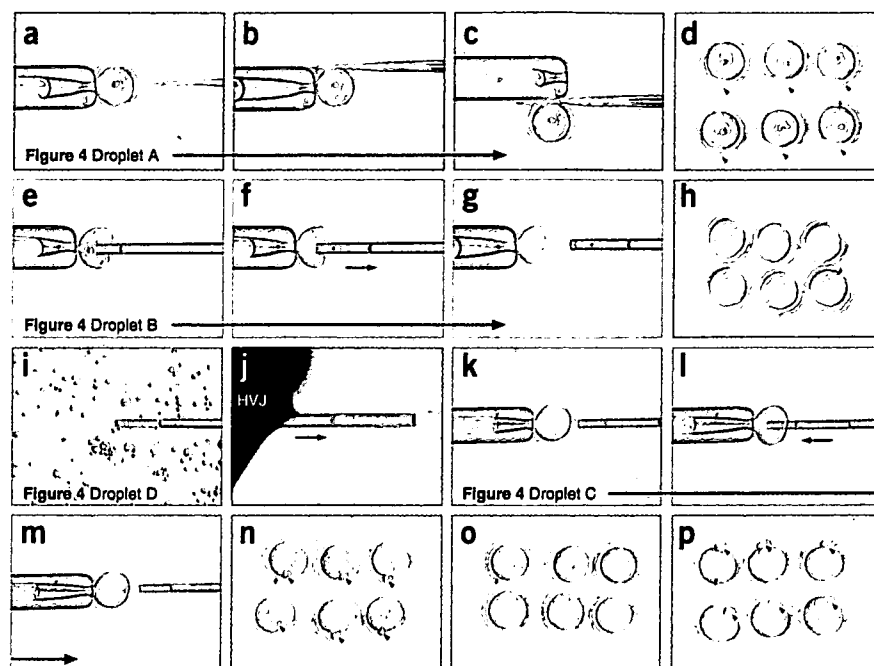 a b c d
Figure 4 Droplet A
e f g h
Figure 4 Droplet B
i j k l
HVJ
Figure 4 Droplet D
Figure 4 Droplet C
m n o p